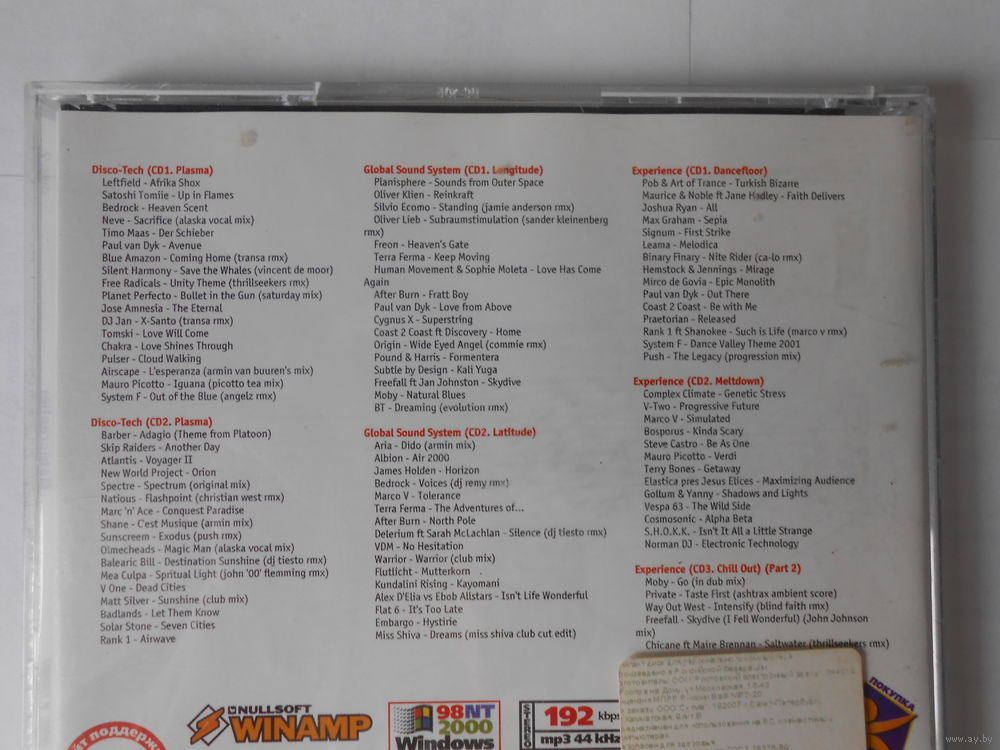 Disco-Tech (CD1. Plasma)
Leftfield - Afrika Shox
Satoshi Tomiie - Up in Flames
Bedrock - Heaven Scent
Neve - Sacrifice (alaska vocal mix)
Timo Maas - Der Schieber
Paul van Dyk - Avenue
Blue Amazon - Coming Home (transa rmx)
Silent Harmony - Save the Whales (vincent de moor)
Free Radicals - Unity Theme (thrillseekers rmx)
Planet Perfecto - Bullet in the Gun (saturday mix)
Jose Amnesia - The Eternal
DJ Jan - X-Santo (transa rmx)
Tomski - Love Will Come
Chakra - Love Shines Through
Pulser - Cloud Walking
Airscape - L'esperanza (armin van buuren's mix)
Mauro Picotto - Iguana (picotto tea mix)
System F - Out of the Blue (angelz rmx)
Disco-Tech (CD2. Plasma)
Barber - Adagio (Theme from Platoon)
Skip Raiders - Another Day
Atlantis - Voyager II
New World Project - Orion
Spectre - Spectrum (original mix)
Natious - Flashpoint (christian west rmx)
Marc 'n' Ace - Conquest Paradise
Shane - C'est Musique (armin mix)
Sunscreem - Exodus (push rmx)
Olmecheads - Magic Man (alaska vocal mix)
Balearic Bill - Destination Sunshine (dj tiesto rmx)
Mea Culpa - Spritual Light (john '00' flemming rmx)
V One - Dead Cities
Matt Silver - Sunshine (club mix)
Badlands - Let Them Know
Solar Stone - Seven Cities
Rank 1 - Airwave
Global Sound System (CD1. Longitude)
Planisphere - Sounds from Outer Space
Oliver Klien - Reinkraft
Silvio Ecomo - Standing (jamie anderson rmx)
Oliver Lieb - Subraumstimulation (sander kleinenberg
rmx)
Freon - Heaven's Gate
Terra Ferma - Keep Moving
Human Movement & Sophie Moleta - Love Has Come
Again
After Burn - Fratt Boy
Paul van Dyk - Love from Above
Cygnus X - Superstring
Coast 2 Coast ft Discovery - Home
Origin - Wide Eyed Angel (commie rmx)
Pound & Harris - Formentera
Subtle by Design - Kali Yuga
Freefall ft Jan Johnston - Skydive
Moby - Natural Blues
BT - Dreaming (evolution rmx)
Global Sound System (CD2. Latitude)
Aria - Dido (armin mix)
Albion - Air 2000
James Holden - Horizon
Bedrock - Voices (dj remy rmx)
Marco V - Tolerance
Terra Ferma - The Adventures of...
After Burn - North Pole
Delerium ft Sarah McLachlan - Silence (dj tiesto rmx)
VDM - No Hesitation
Warrior - Warrior (club mix)
Flutlicht - Mutterkorn
Kundalini Rising - Kayomani
Alex D'Elia vs Ebob Allstars - Isn't Life Wonderful
Flat 6 - It's Too Late
Embargo - Hystirie
Miss Shiva - Dreams (miss shiva club cut edit)
Experience (CD1. Dancefloor)
Pob & Art of Trance - Turkish Bizarre
Maurice & Noble ft Jane Hadley - Faith Delivers
Joshua Ryan - All
Max Graham - Sepia
Signum - First Strike
Leama - Melodica
Binary Finary - Nite Rider (ca-lo rmx)
Hemstock & Jennings - Mirage
Mirco de Govia - Epic Monolith
Paul van Dyk - Out There
Coast 2 Coast - Be with Me
Praetorian - Released
Rank 1 ft Shanokee - Such is Life (marco v rmx)
System F - Dance Valley Theme 2001
Push - The Legacy (progression mix)
Experience (CD2. Meltdown)
Complex Climate - Genetic Stress
V-Two - Progressive Future
Marco V - Simulated
Bosporus - Kinda Scary
Steve Castro - Be As One
Mauro Picotto - Verdi
Terry Bones - Getaway
Elastica pres Jesus Elices - Maximizing Audience
Gollum & Yanny - Shadows and Lights
Vespa 63 - The Wild Side
Cosmosonic - Alpha Beta
S.H.O.K.K. - Isn't It All a Little Strange
Norman DJ - Electronic Technology
Experience (CD3. Chill Out) (Part 2)
Moby - Go (in dub mix)
Private - Taste First (ashtrax ambient score)
Way Out West - Intensify (blind faith rmx)
Freefall - Skydive (I Fell Wonderful) (John Johnson
mix)
Chicane ft Maire Brennan - Saltwater (thrillseekers rmx)
NULLSOFT
WINAMP
98NT
2000
Windows
STEREO
192 kbps
mp3 44 kHz
ПОКУПКА
www.ay.by